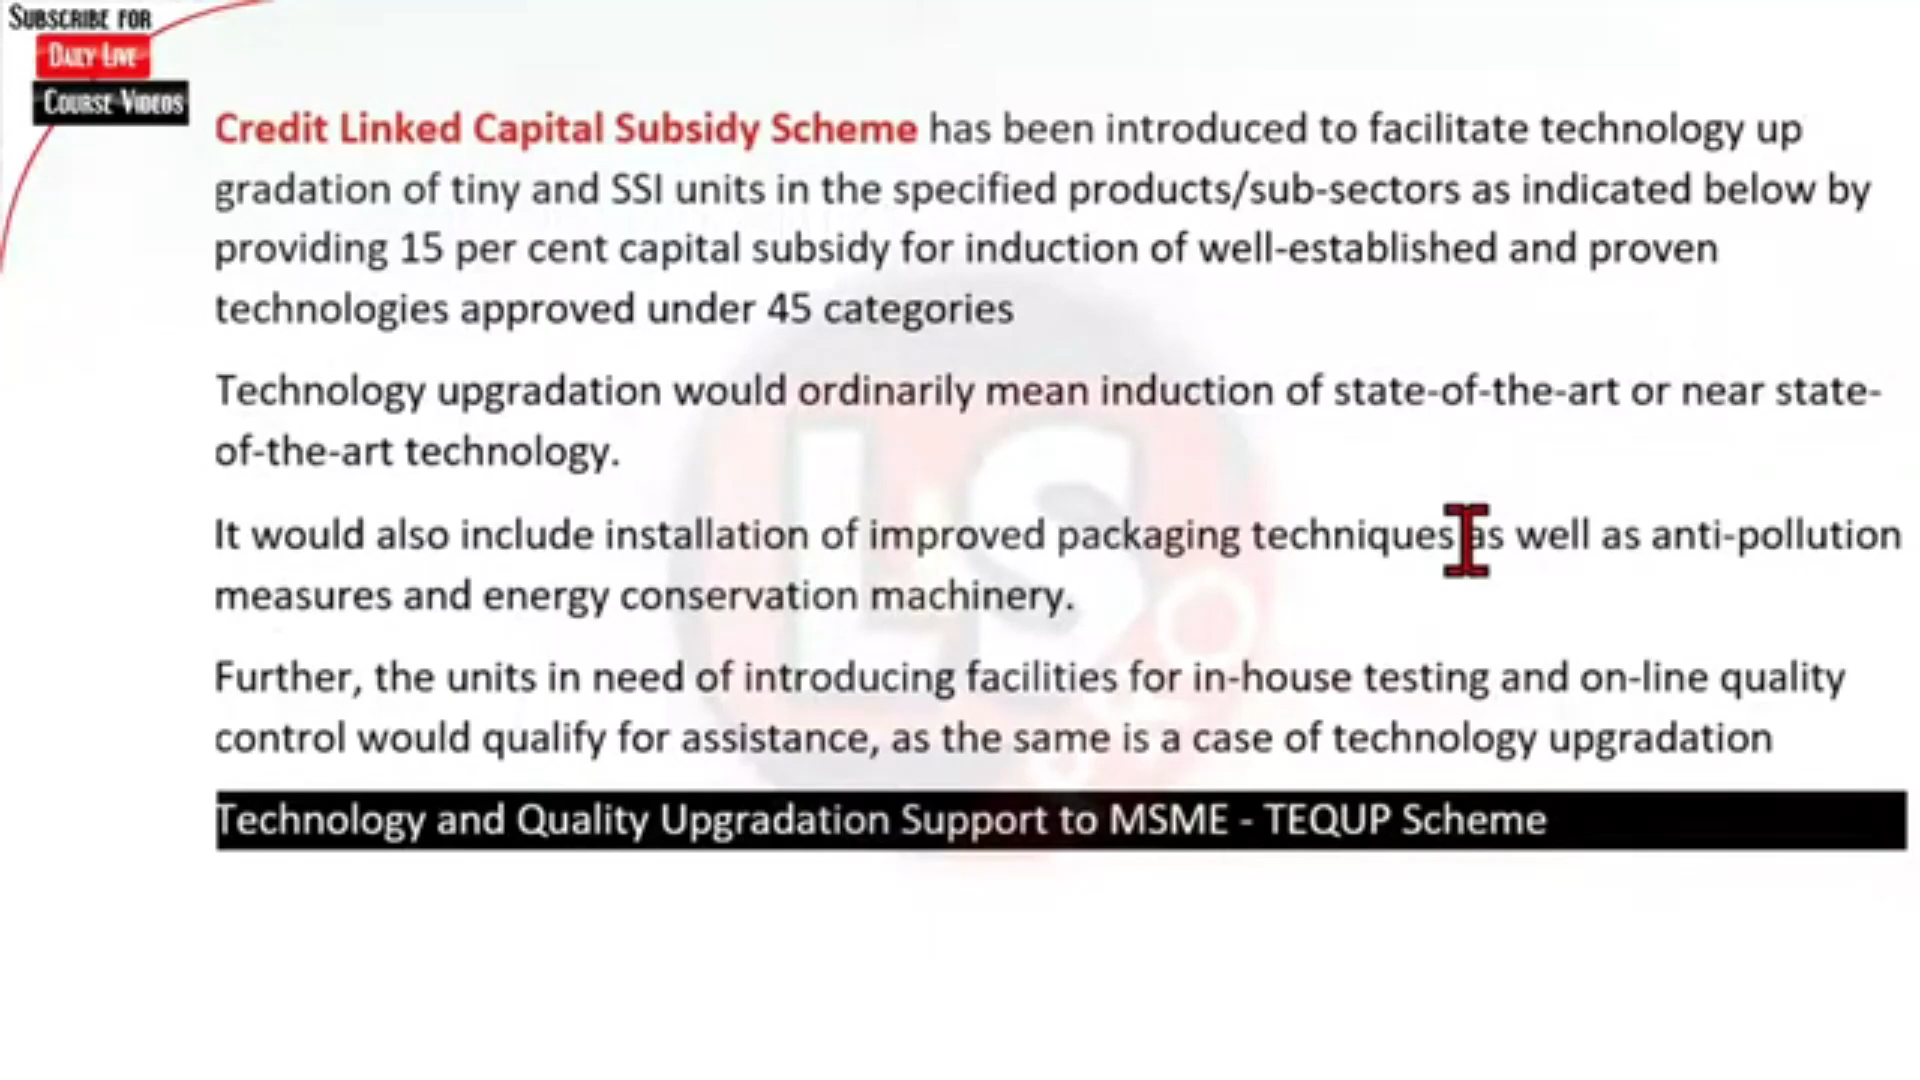 SUBSCRIBE FOR
DAILY LIVE
COURSE VIDEOS
Credit Linked Capital Subsidy Scheme has been introduced to facilitate technology up
gradation of tiny and SSI units in the specified products/sub-sectors as indicated below by
providing 15 per cent capital subsidy for induction of well-established and proven
technologies approved under 45 categories
Technology upgradation would ordinarily mean induction of state-of-the-art or near state-
of-the-art technology.
It would also include installation of improved packaging techniques as well as anti-pollution
measures and energy conservation machinery.
Further, the units in need of introducing facilities for in-house testing and on-line quality
control would qualify for assistance, as the same is a case of technology upgradation
Technology and Quality Upgradation Support to MSME - TEQUP Scheme
LS